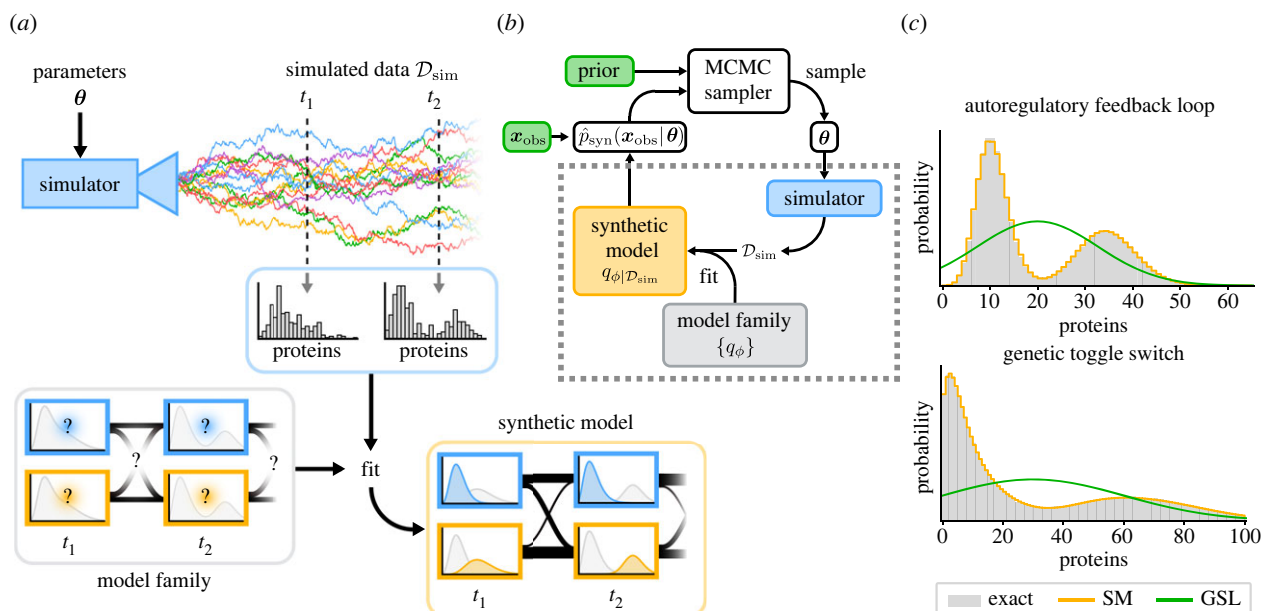 (a)
parameters
θ
simulator
simulated data 𝒟sim
t1
t2
proteins
proteins
?
?
?
?
?
?
t1
t2
model family
fit
synthetic model
t1
t2
(b)
prior
MCMC
sampler
sample
xobs
p̂syn(xobs|θ)
θ
simulator
synthetic
model
qϕ|𝒟sim
𝒟sim
fit
model family
{qϕ}
(c)
autoregulatory feedback loop
probability
0 10 20 30 40 50 60
proteins
genetic toggle switch
probability
0 20 40 60 80 100
proteins
exact SM GSL